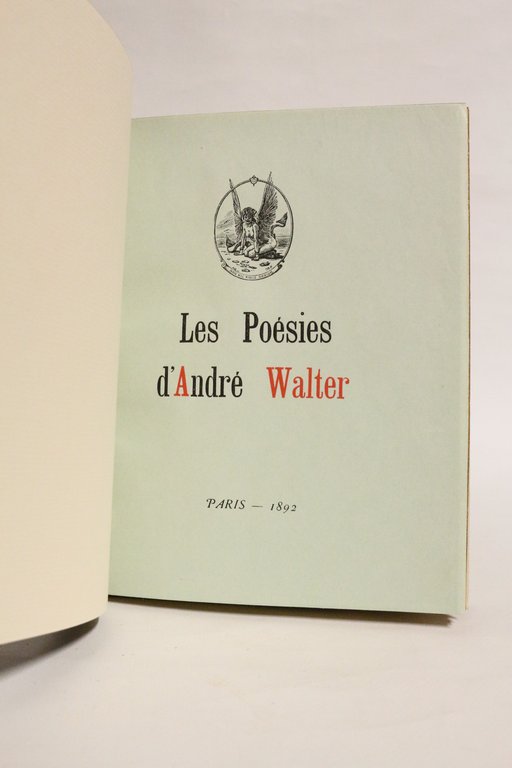 Les Poésies
d'André Walter
PARIS — 1892